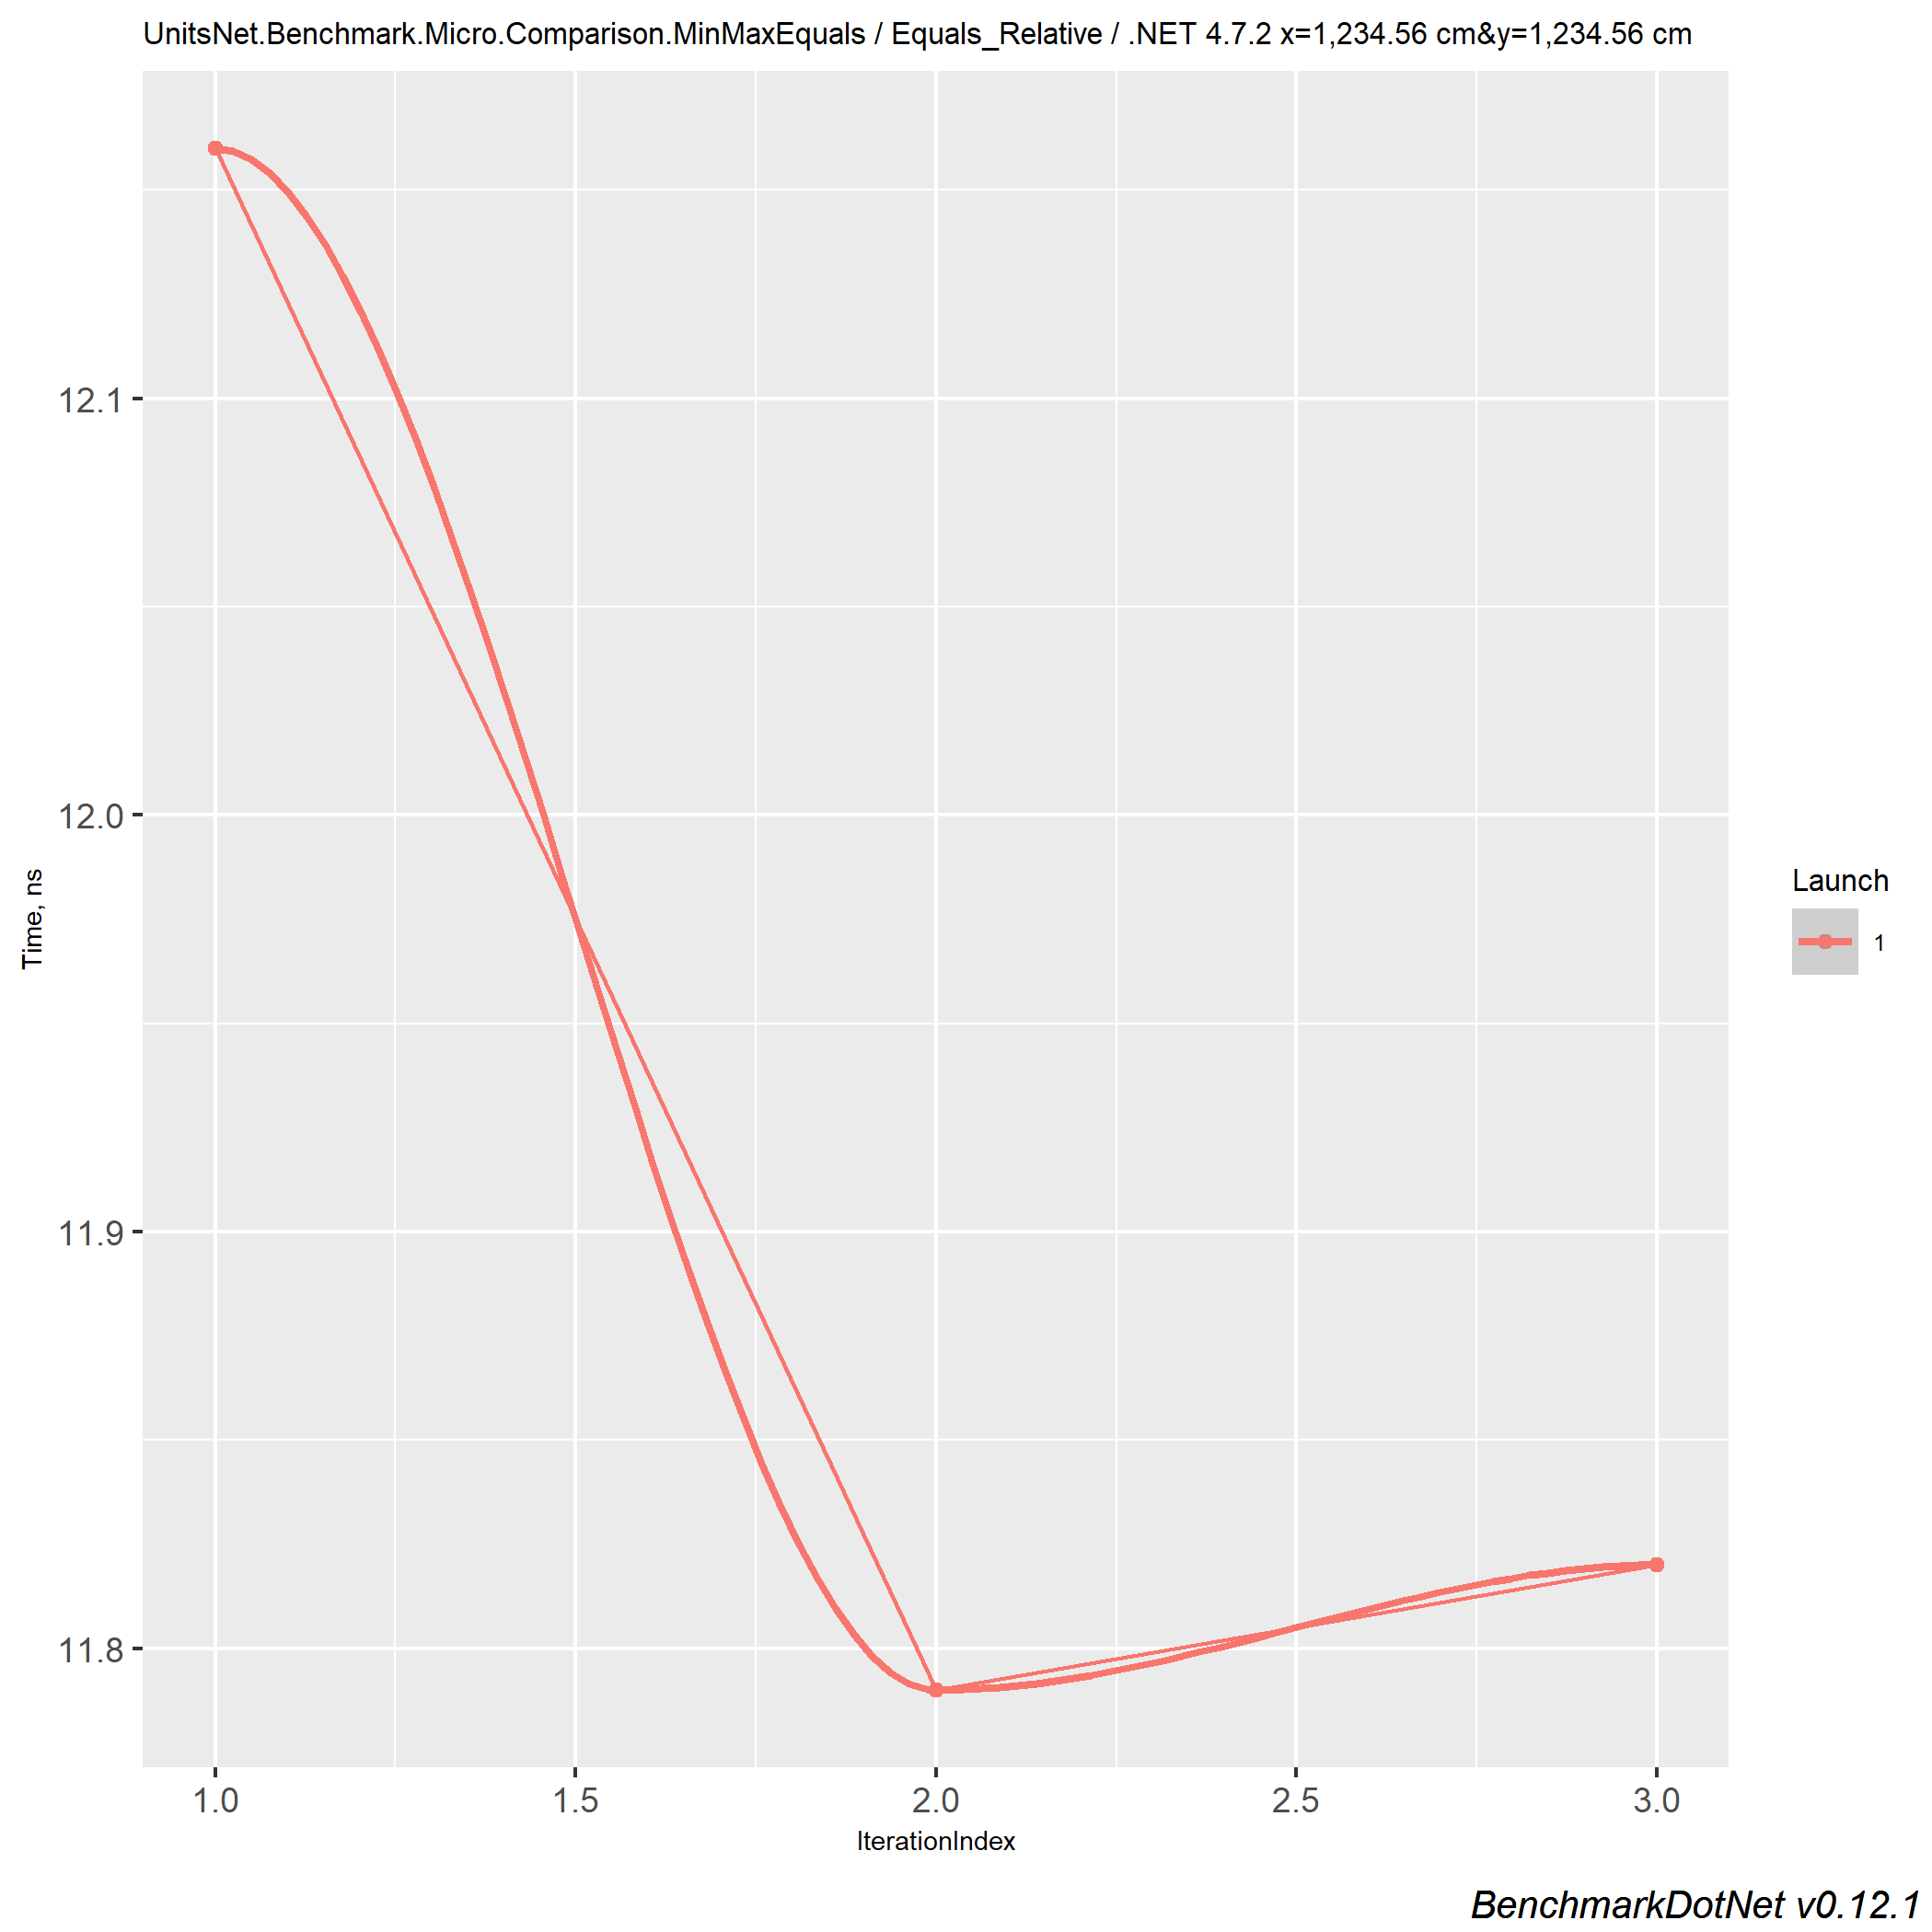 UnitsNet.Benchmark.Micro.Comparison.MinMaxEquals / Equals_Relative / .NET 4.7.2 x=1,234.56 cm&y=1,234.56 cm
12.1
12.0
11.9
11.8
Time, ns
1.0 1.5 2.0 2.5 3.0
IterationIndex
Launch
1
BenchmarkDotNet v0.12.1